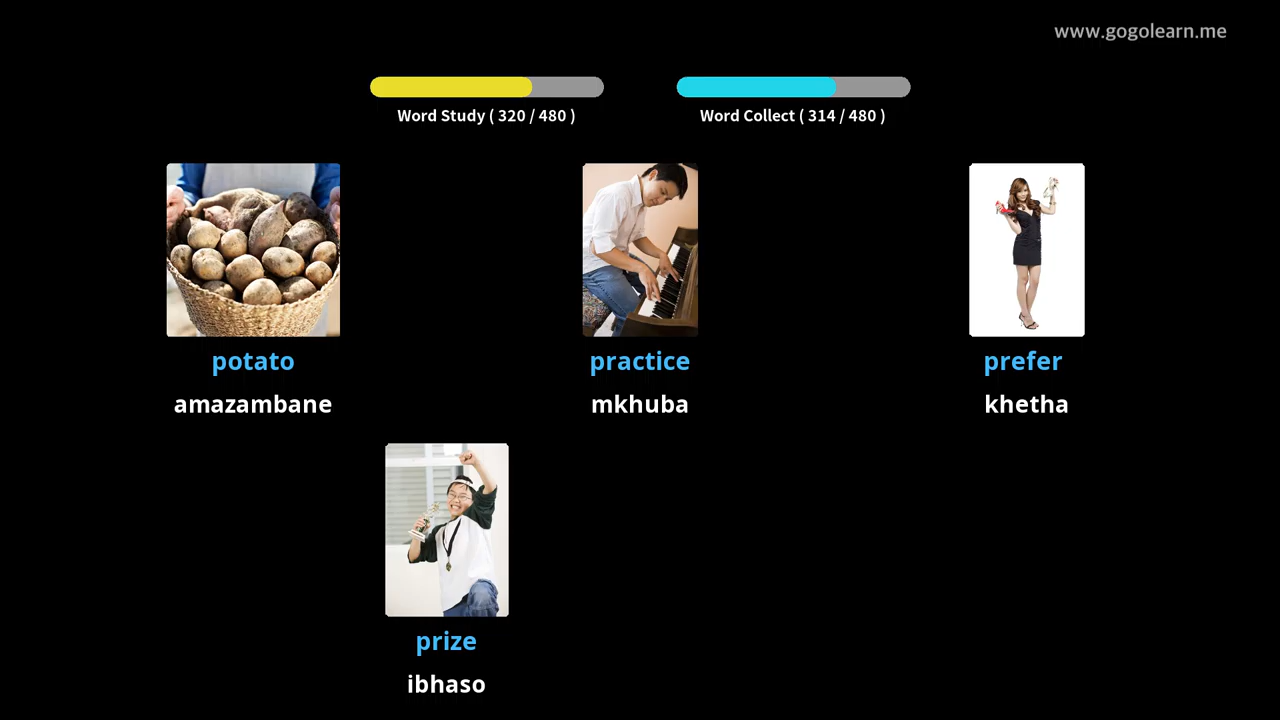 www.gogolearn.me
Word Study ( 320 / 480 )
Word Collect ( 314 / 480 )
potato
practice
prefer
amazambane
mkhuba
khetha
prize
ibhaso